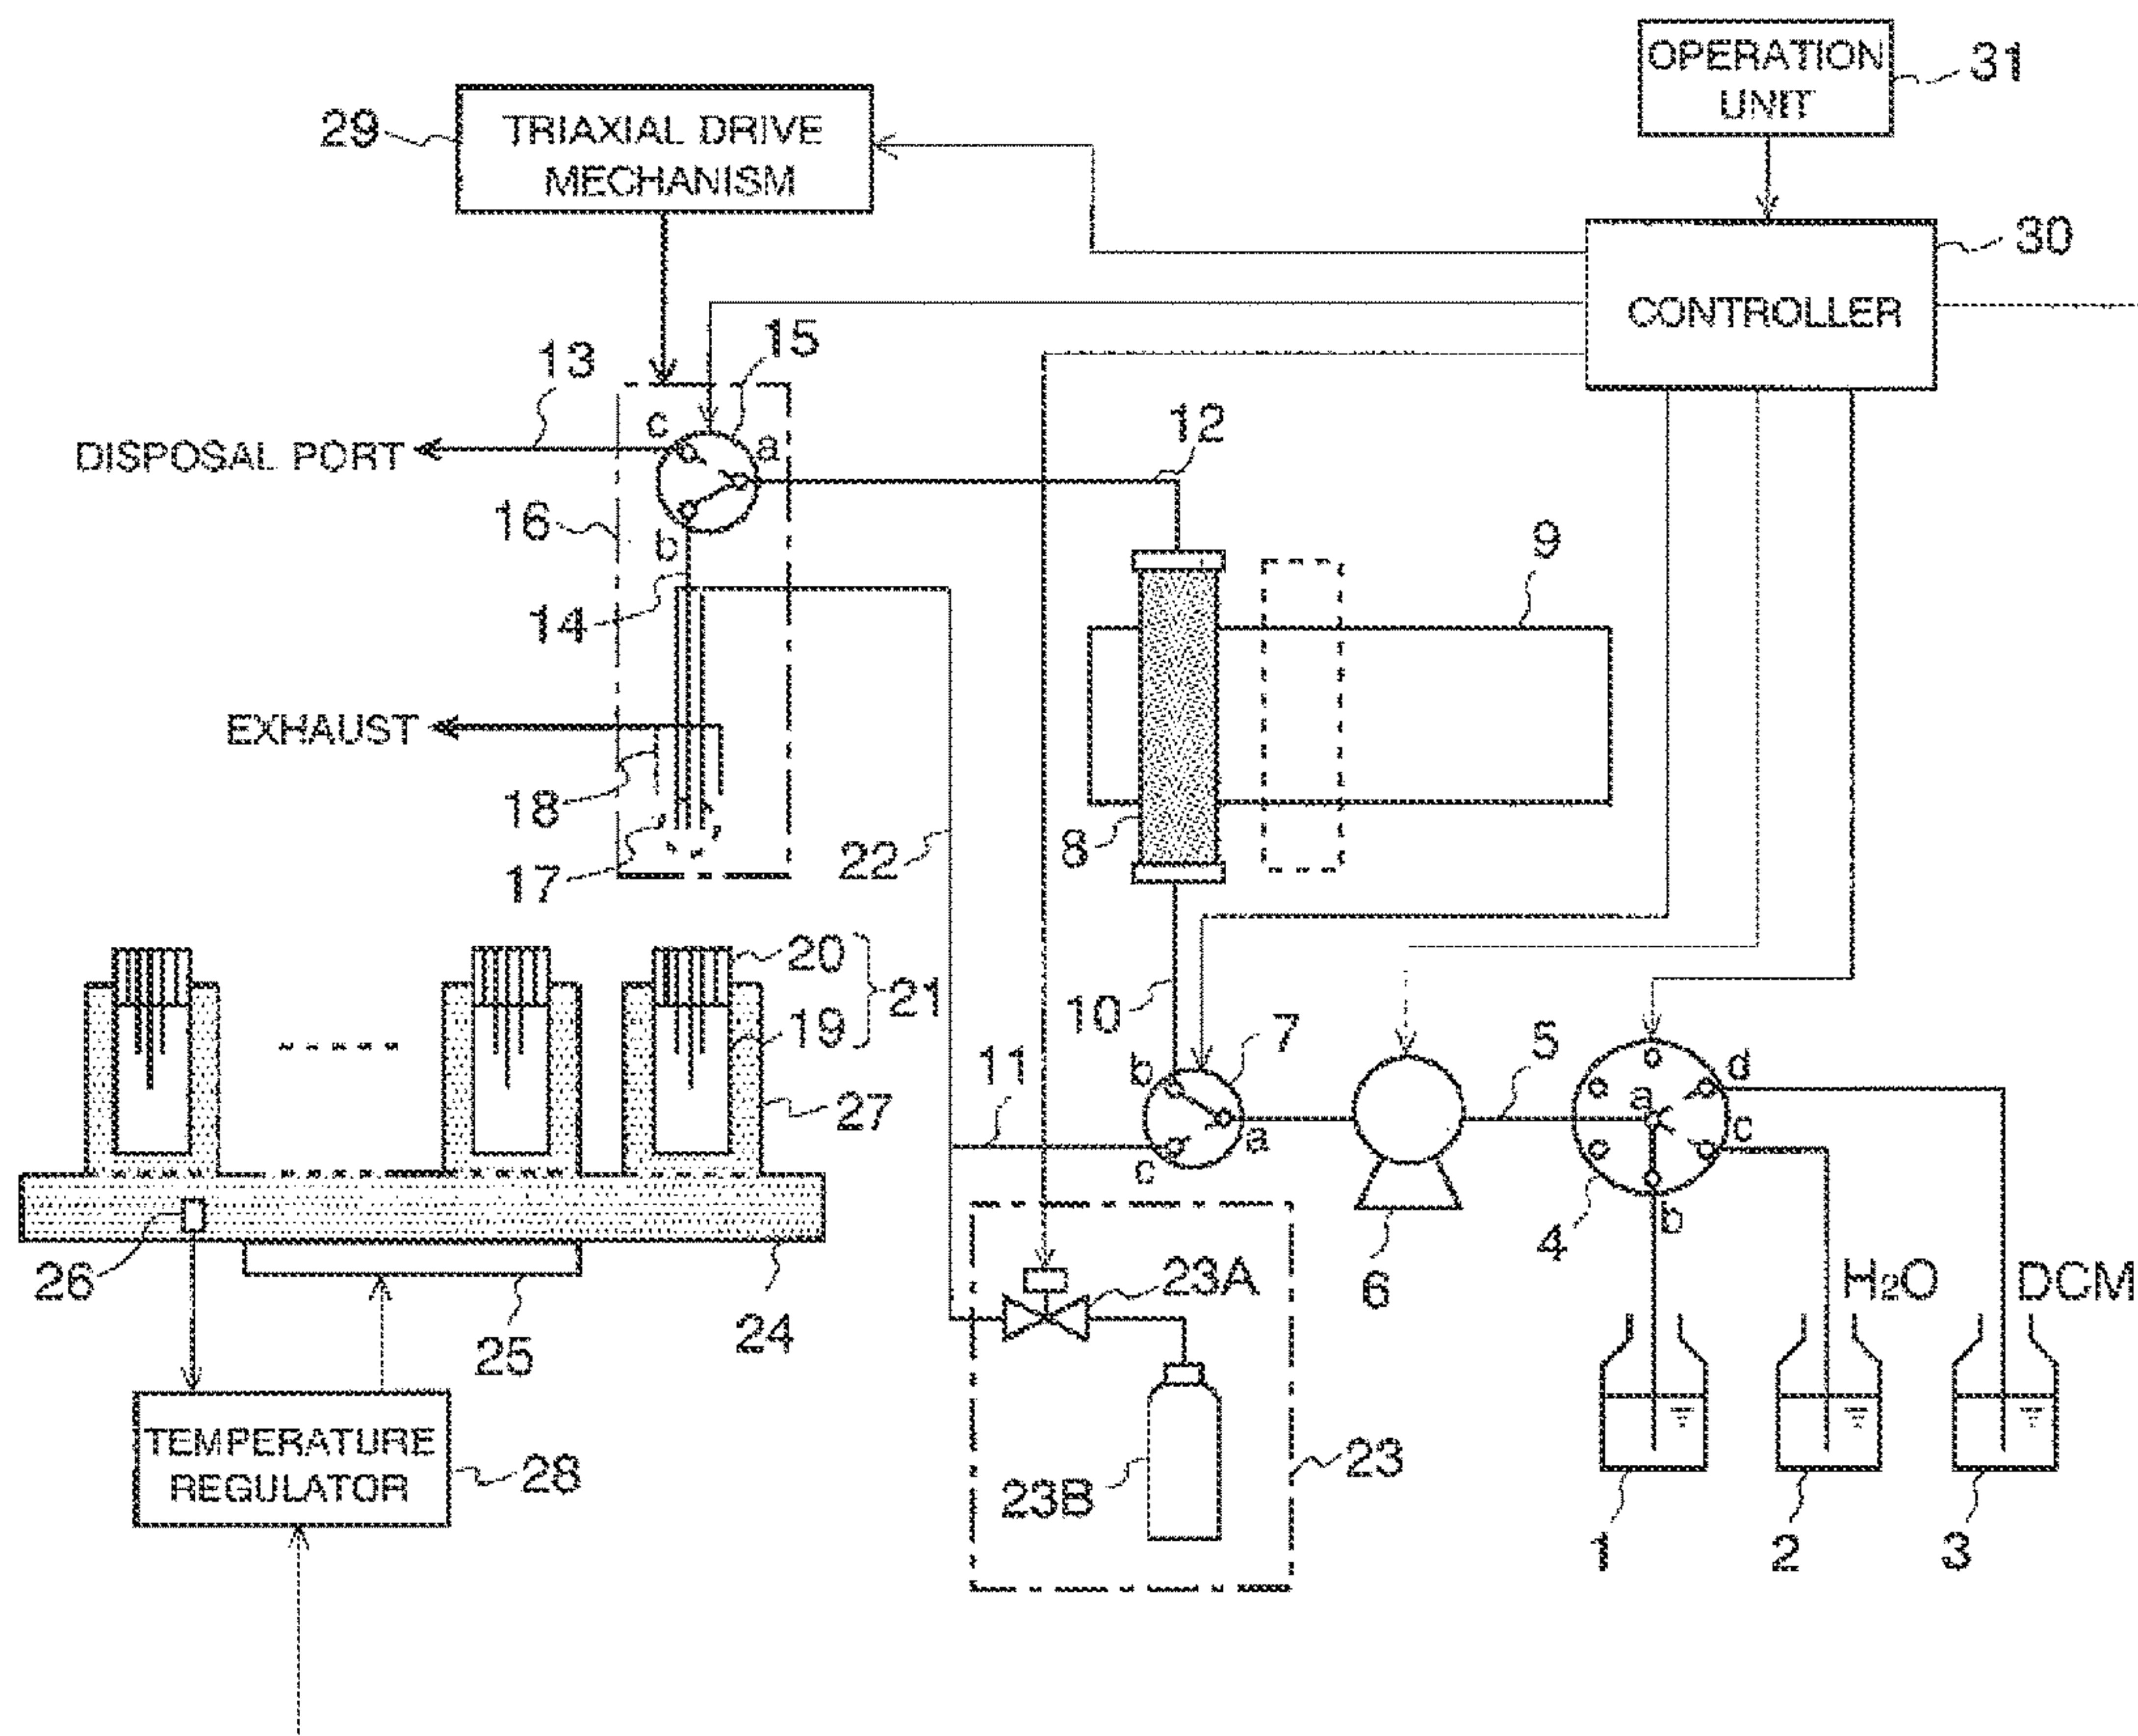 OPERATION
UNIT
31
29
TRIAXIAL DRIVE
MECHANISM
30
CONTROLLER
15
13
12
c
a
DISPOSAL PORT
16
b
9
14
EXHAUST
18
8
22
17
20
21
10
7
5
19
11
b
d
a
27
a
c
c
4
b
26
6
23A
H2O
DCM
24
25
TEMPERATURE
REGULATOR
28
23
23B
1
2
3